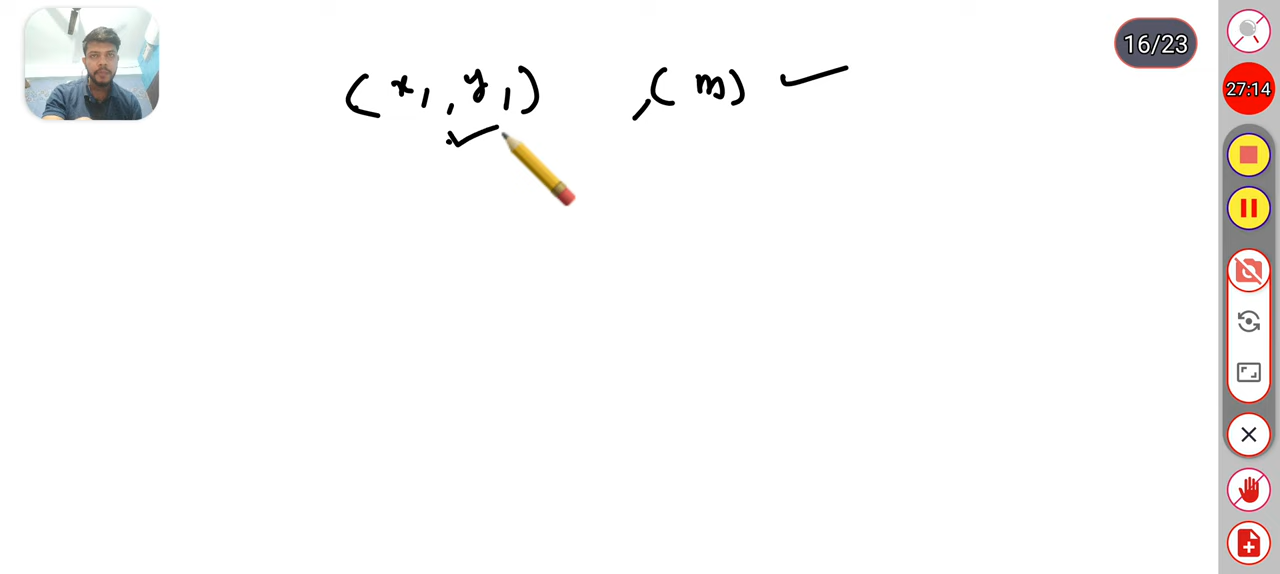 16/23
(x₁, y₁) , (m)
27:14